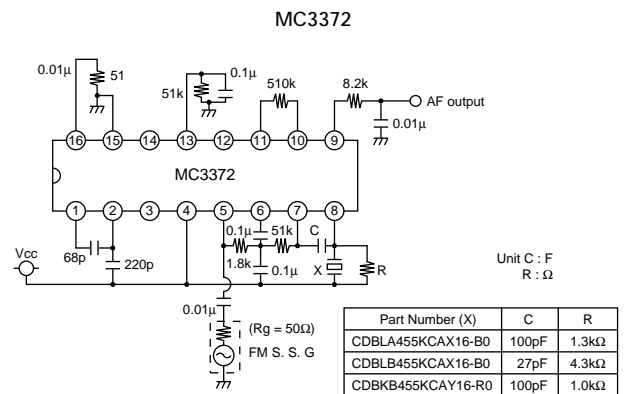 MC3372
0.01μ
51
51k
0.1μ
510k
8.2k
AF output
0.01μ
16 15 14 13 12 11 10 9
MC3372
1 2 3 4 5 6 7 8
68p
220p
Vcc
0.1μ
51k
C
1.8k
0.1μ
X
R
0.01μ
(Rg = 50Ω)
FM S. S. G
Unit C : F
R : Ω
Part Number (X) C R
CDBLA455KCAX16-B0 100pF 1.3kΩ
CDBLB455KCAX16-B0 27pF 4.3kΩ
CDBKB455KCAY16-R0 100pF 1.0kΩ